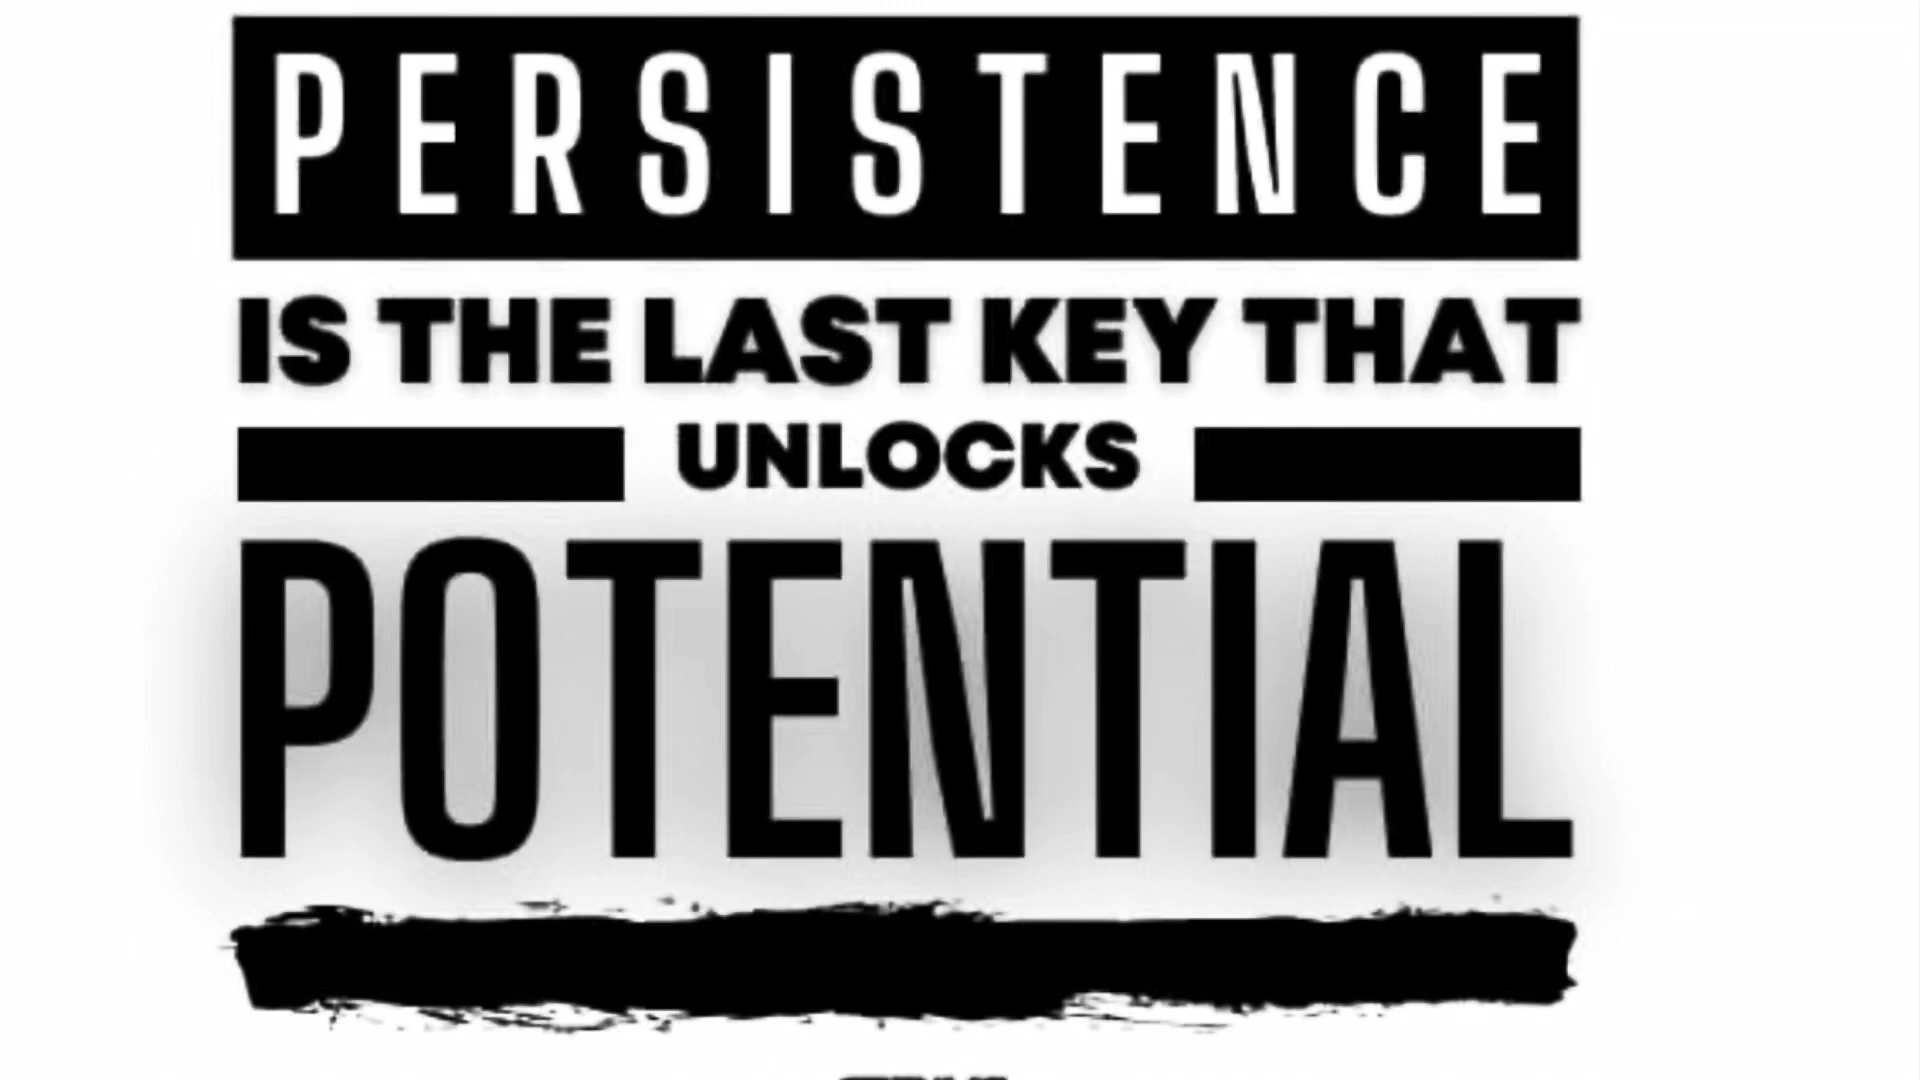 PERSISTENCE
IS THE LAST KEY THAT
UNLOCKS
POTENTIAL